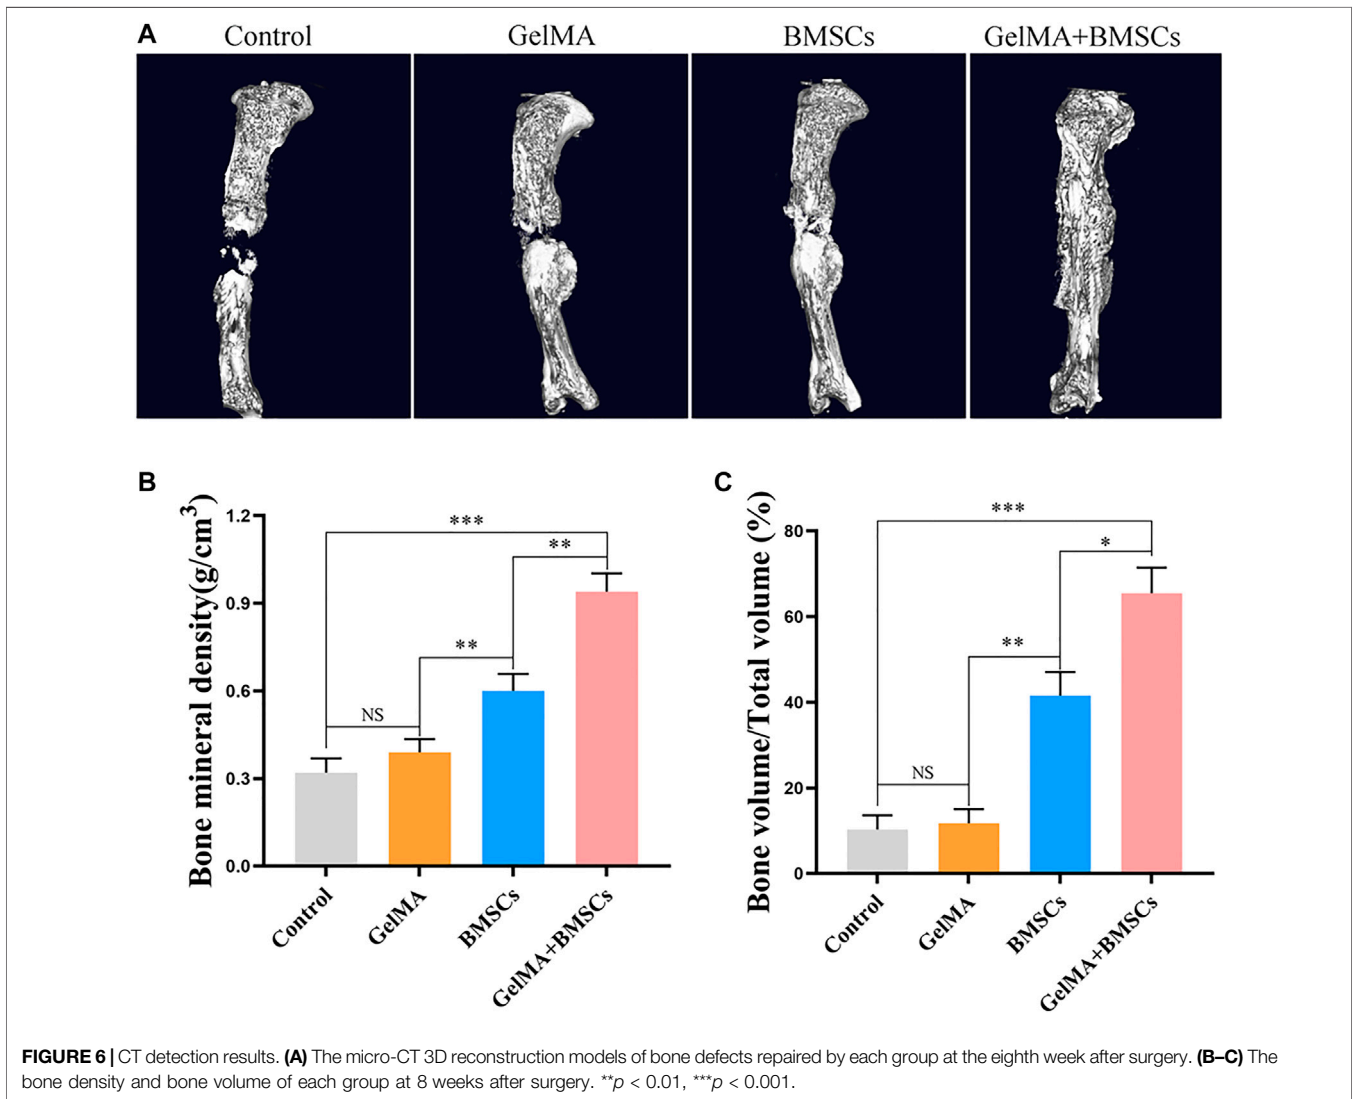 A
Control
GelMA
BMSCs
GelMA+BMSCs
B
Bone mineral density(g/cm³)
1.2
0.9
0.6
0.3
0.0
***
**
**
NS
Control
GelMA
BMSCs
GelMA+BMSCs
C
Bone volume/Total volume (%)
80
60
40
20
0
***
*
**
NS
Control
GelMA
BMSCs
GelMA+BMSCs
FIGURE 6 | CT detection results. (A) The micro-CT 3D reconstruction models of bone defects repaired by each group at the eighth week after surgery. (B–C) The
bone density and bone volume of each group at 8 weeks after surgery. **p < 0.01, ***p < 0.001.